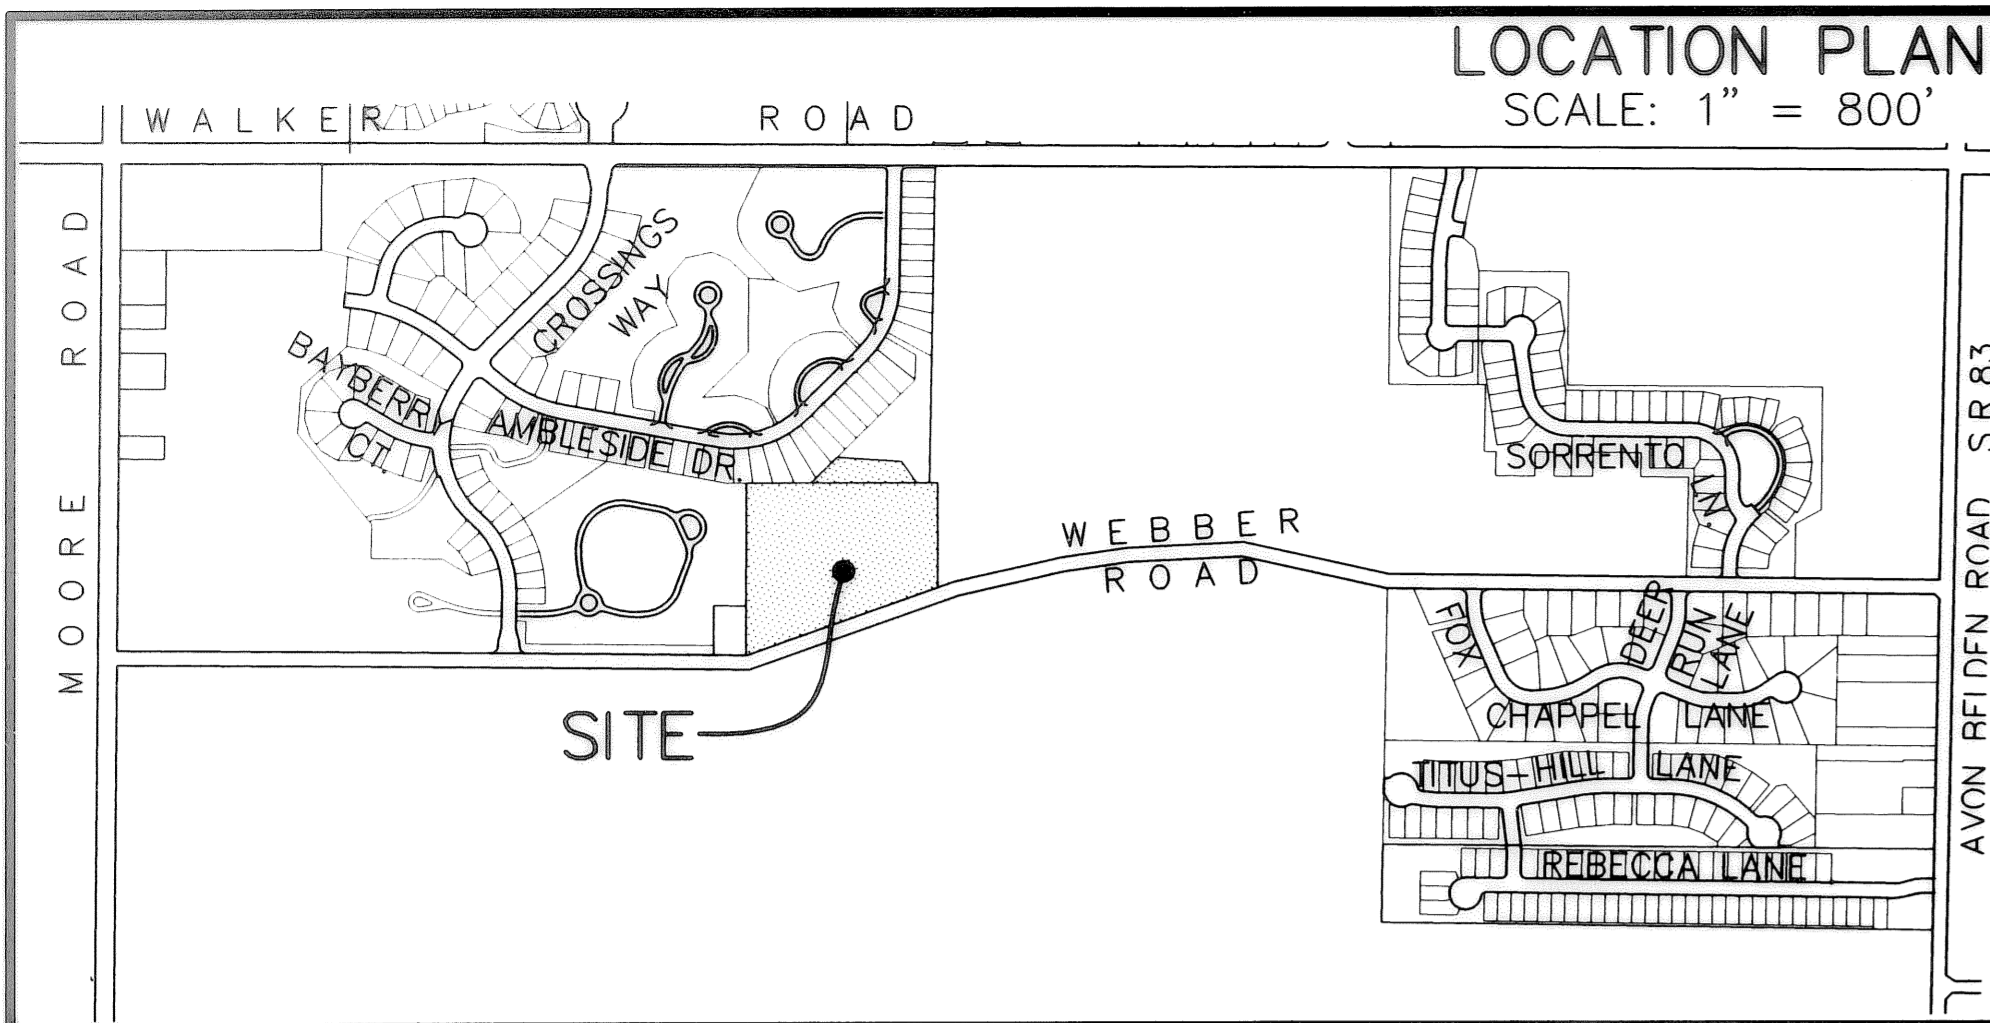 LOCATION PLAN
SCALE: 1" = 800'
WALKER ROAD
MOORE ROAD
CROSSINGS
WAY
BAYBERRY
CT.
AMBLESIDE DR.
WEBBER
ROAD
SITE
SORRENTO
LN.
AVON BELDEN ROAD SR 83
FOX
DEER
RUN
LANE
CHAPPEL LANE
TITUS-HILL LANE
REBECCA LANE